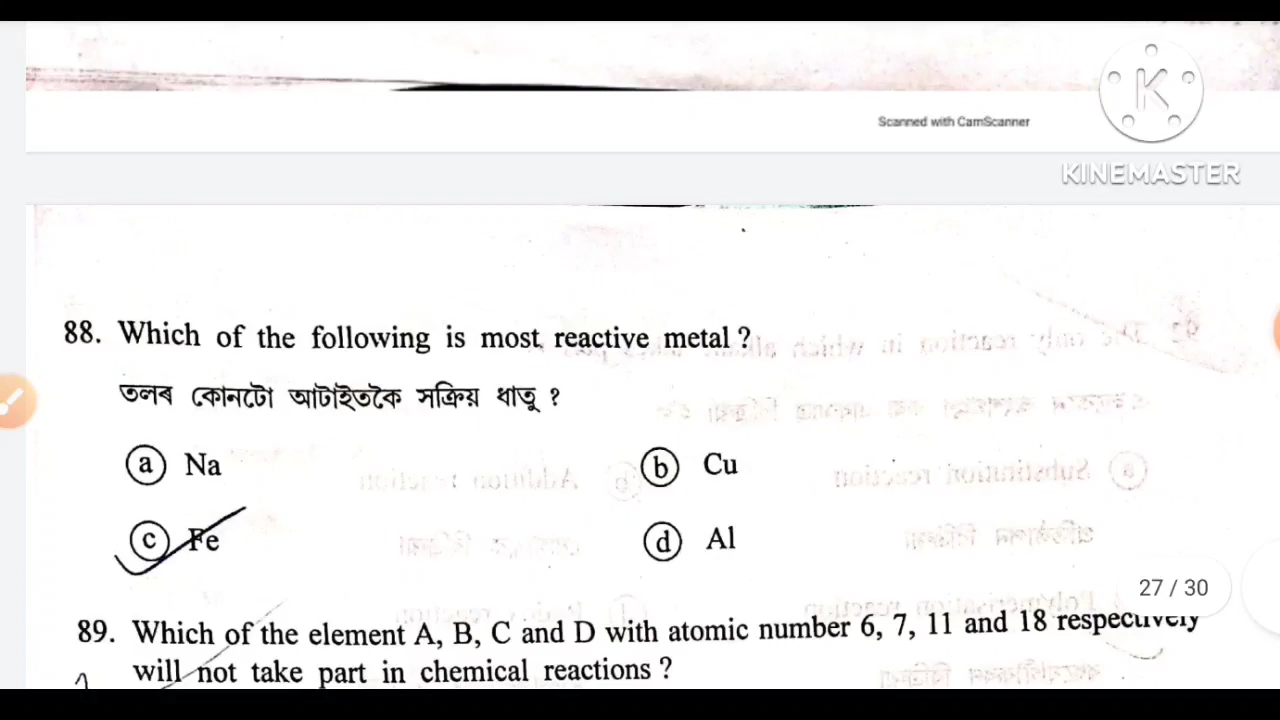 Scanned with CamScanner
K
KINEMASTER
88. Which of the following is most reactive metal ?
তলৰ কোনটো আটাইতকৈ সক্ৰিয় ধাতু ?
a Na
b Cu
c Fe
d Al
27 / 30
89. Which of the element A, B, C and D with atomic number 6, 7, 11 and 18 respectively
will not take part in chemical reactions ?